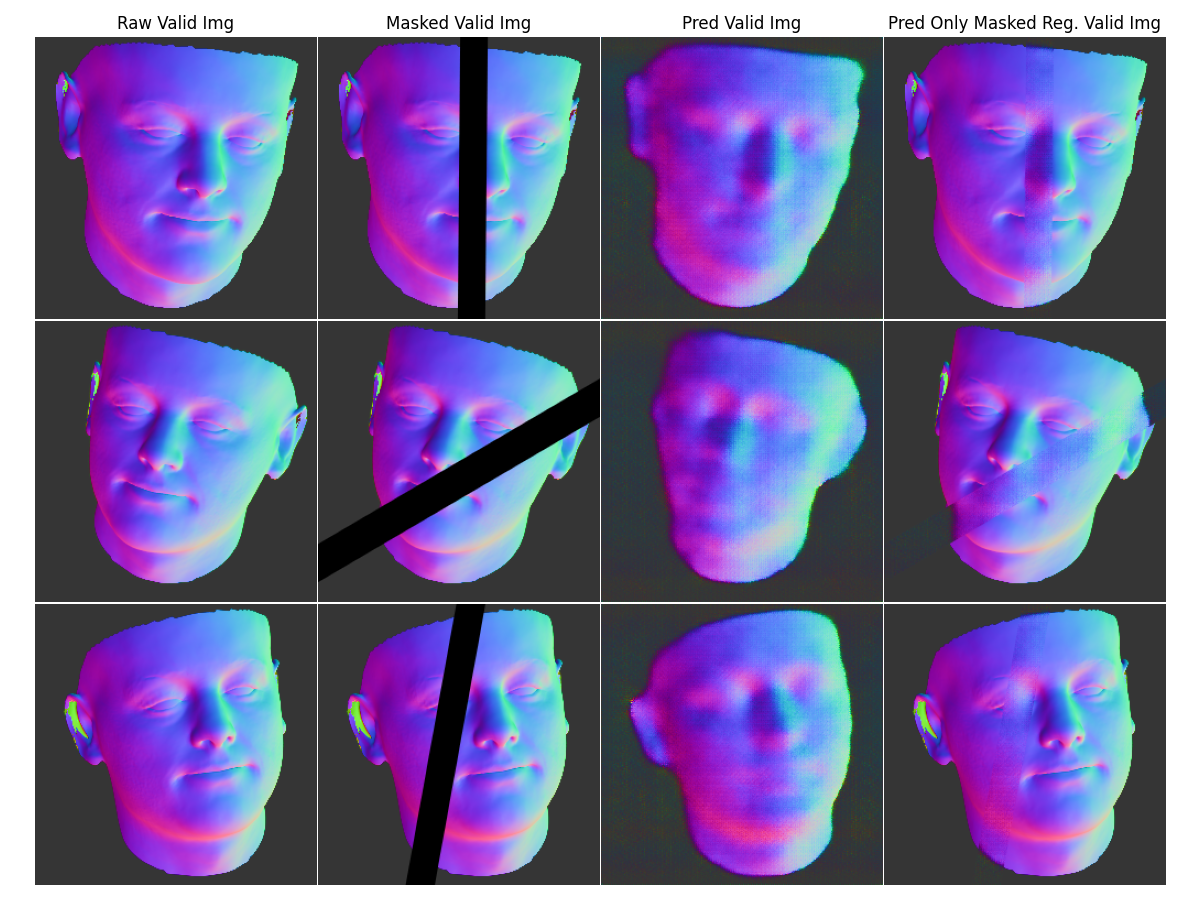 Raw Valid Img
Masked Valid Img
Pred Valid Img
Pred Only Masked Reg. Valid Img